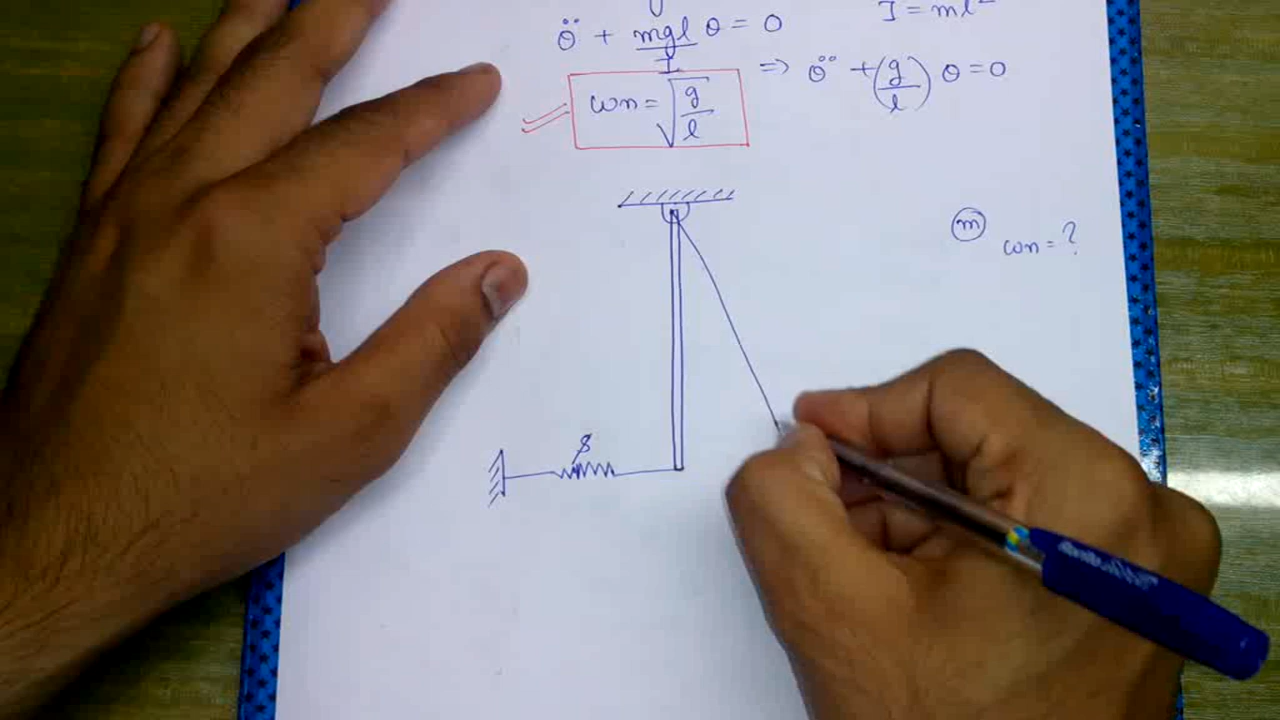 I = ml²
θ̈ + mgl/I θ = 0
⇒ θ̈ + (g/l) θ = 0
ωn = √(g/l)
m
ωn = ?
s